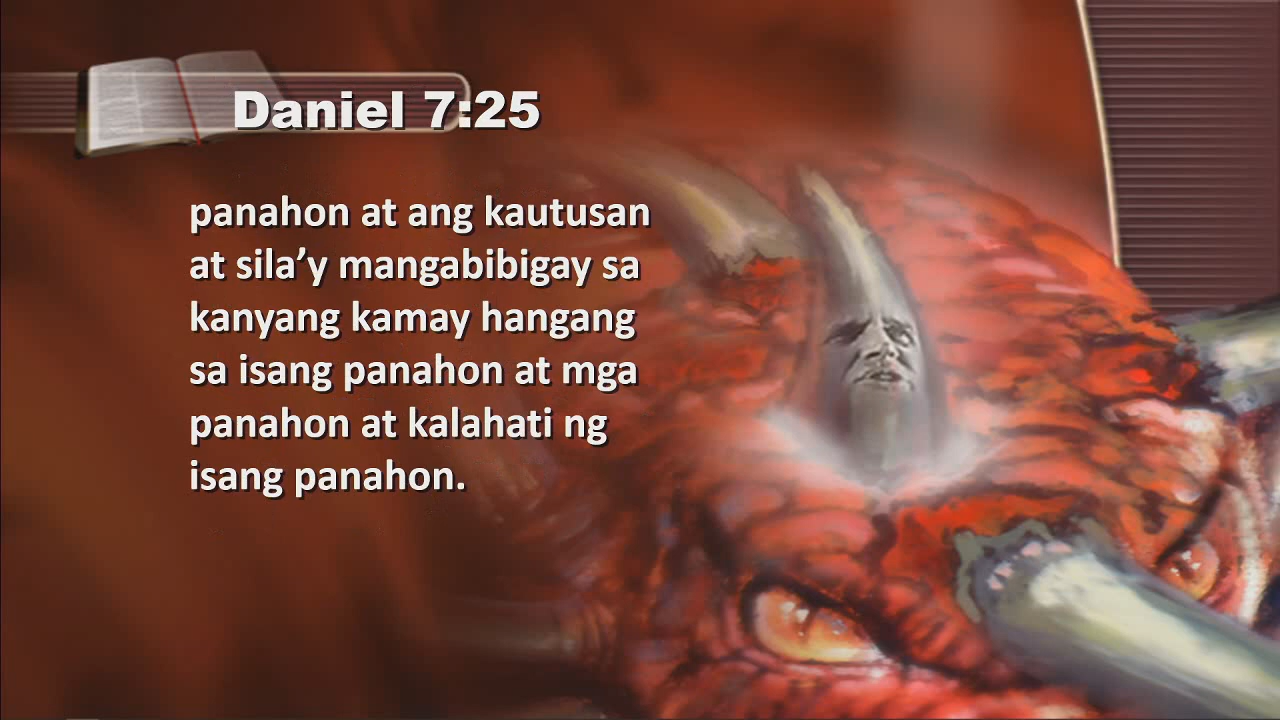 Daniel 7:25
panahon at ang kautusan
at sila’y mangabibigay sa
kanyang kamay hangang
sa isang panahon at mga
panahon at kalahati ng
isang panahon.